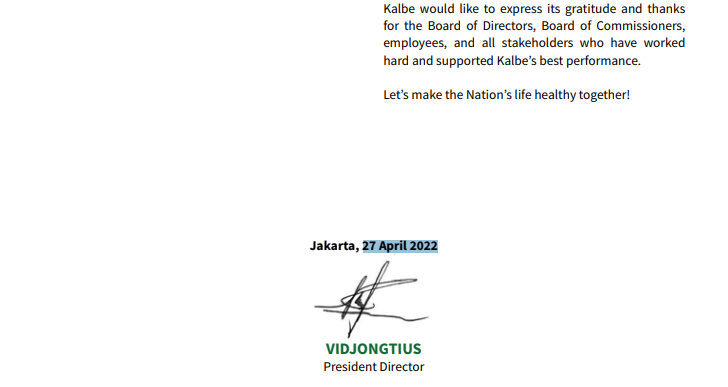 Kalbe would like to express its gratitude and thanks
for the Board of Directors, Board of Commissioners,
employees, and all stakeholders who have worked
hard and supported Kalbe’s best performance.
Let’s make the Nation’s life healthy together!
Jakarta, 27 April 2022
VIDJONGTIUS
President Director